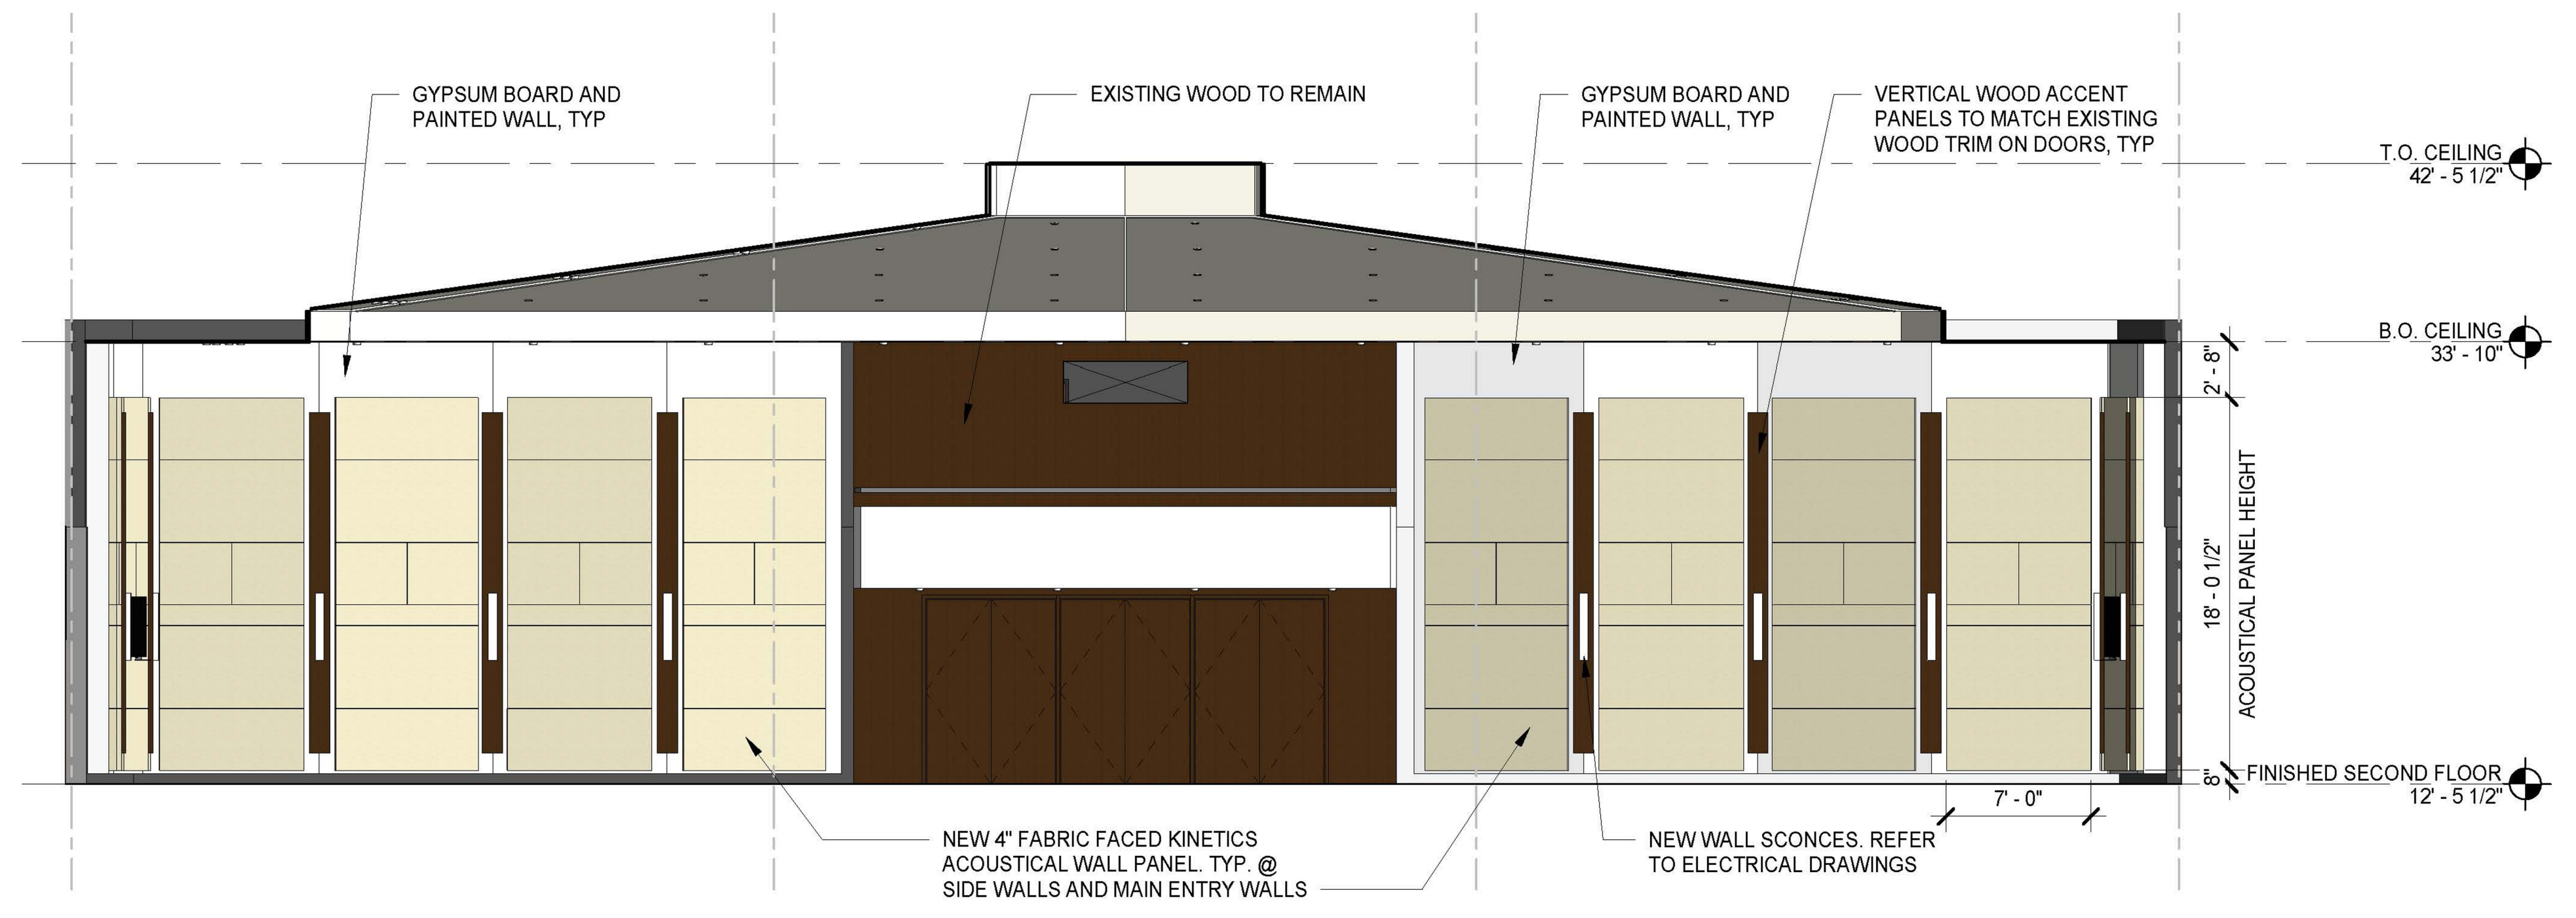 GYPSUM BOARD AND
PAINTED WALL, TYP
EXISTING WOOD TO REMAIN
GYPSUM BOARD AND
PAINTED WALL, TYP
VERTICAL WOOD ACCENT
PANELS TO MATCH EXISTING
WOOD TRIM ON DOORS, TYP
T.O. CEILING
42' - 5 1/2"
B.O. CEILING
33' - 10"
2' - 8"
18' - 0 1/2"
ACOUSTICAL PANEL HEIGHT
8"
FINISHED SECOND FLOOR
12' - 5 1/2"
7' - 0"
NEW 4" FABRIC FACED KINETICS
ACOUSTICAL WALL PANEL. TYP. @
SIDE WALLS AND MAIN ENTRY WALLS
NEW WALL SCONCES. REFER
TO ELECTRICAL DRAWINGS